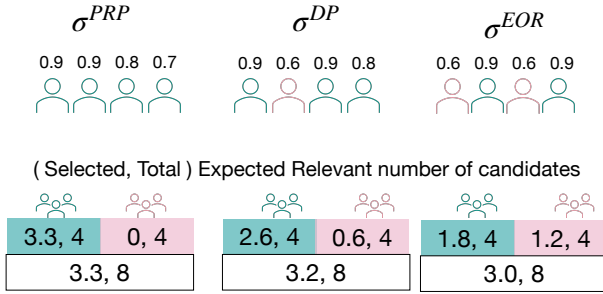 σ^PRP σ^DP σ^EOR
0.9 0.9 0.8 0.7 0.9 0.6 0.9 0.8 0.6 0.9 0.6 0.9
( Selected, Total ) Expected Relevant number of candidates
3.3, 4 0, 4 2.6, 4 0.6, 4 1.8, 4 1.2, 4
3.3, 8 3.2, 8 3.0, 8